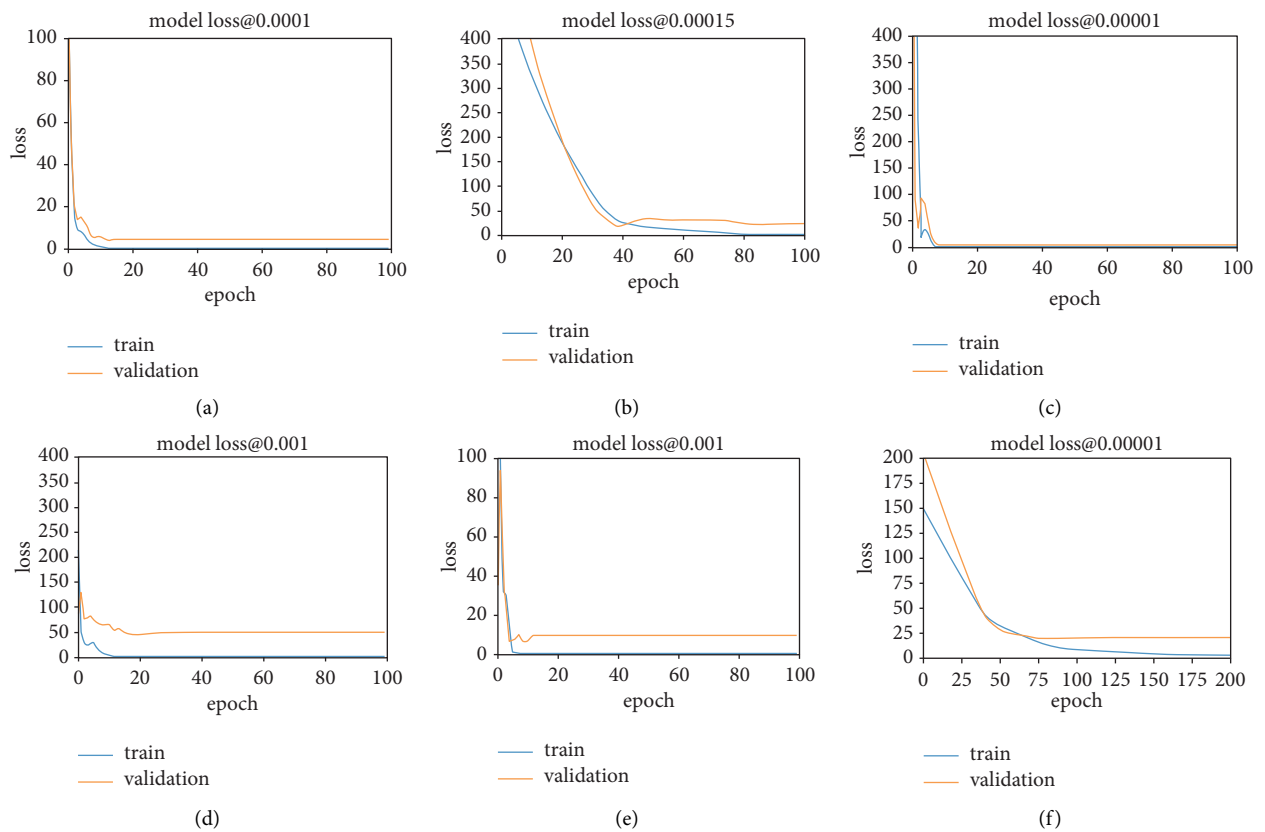 model loss@0.0001
100
80
60
40
20
0
loss
0 20 40 60 80 100
epoch
train
validation
(a)
model loss@0.00015
400
350
300
250
200
150
100
50
0
loss
0 20 40 60 80 100
epoch
train
validation
(b)
model loss@0.00001
400
350
300
250
200
150
100
50
0
loss
0 20 40 60 80 100
epoch
train
validation
(c)
model loss@0.001
400
350
300
200
150
100
50
0
loss
0 20 40 60 80 100
epoch
train
validation
(d)
model loss@0.001
100
80
60
40
20
0
loss
0 20 40 60 80 100
epoch
train
validation
(e)
model loss@0.00001
200
175
150
125
100
75
50
25
0
loss
0 25 50 75 100 125 150 175 200
epoch
train
validation
(f)